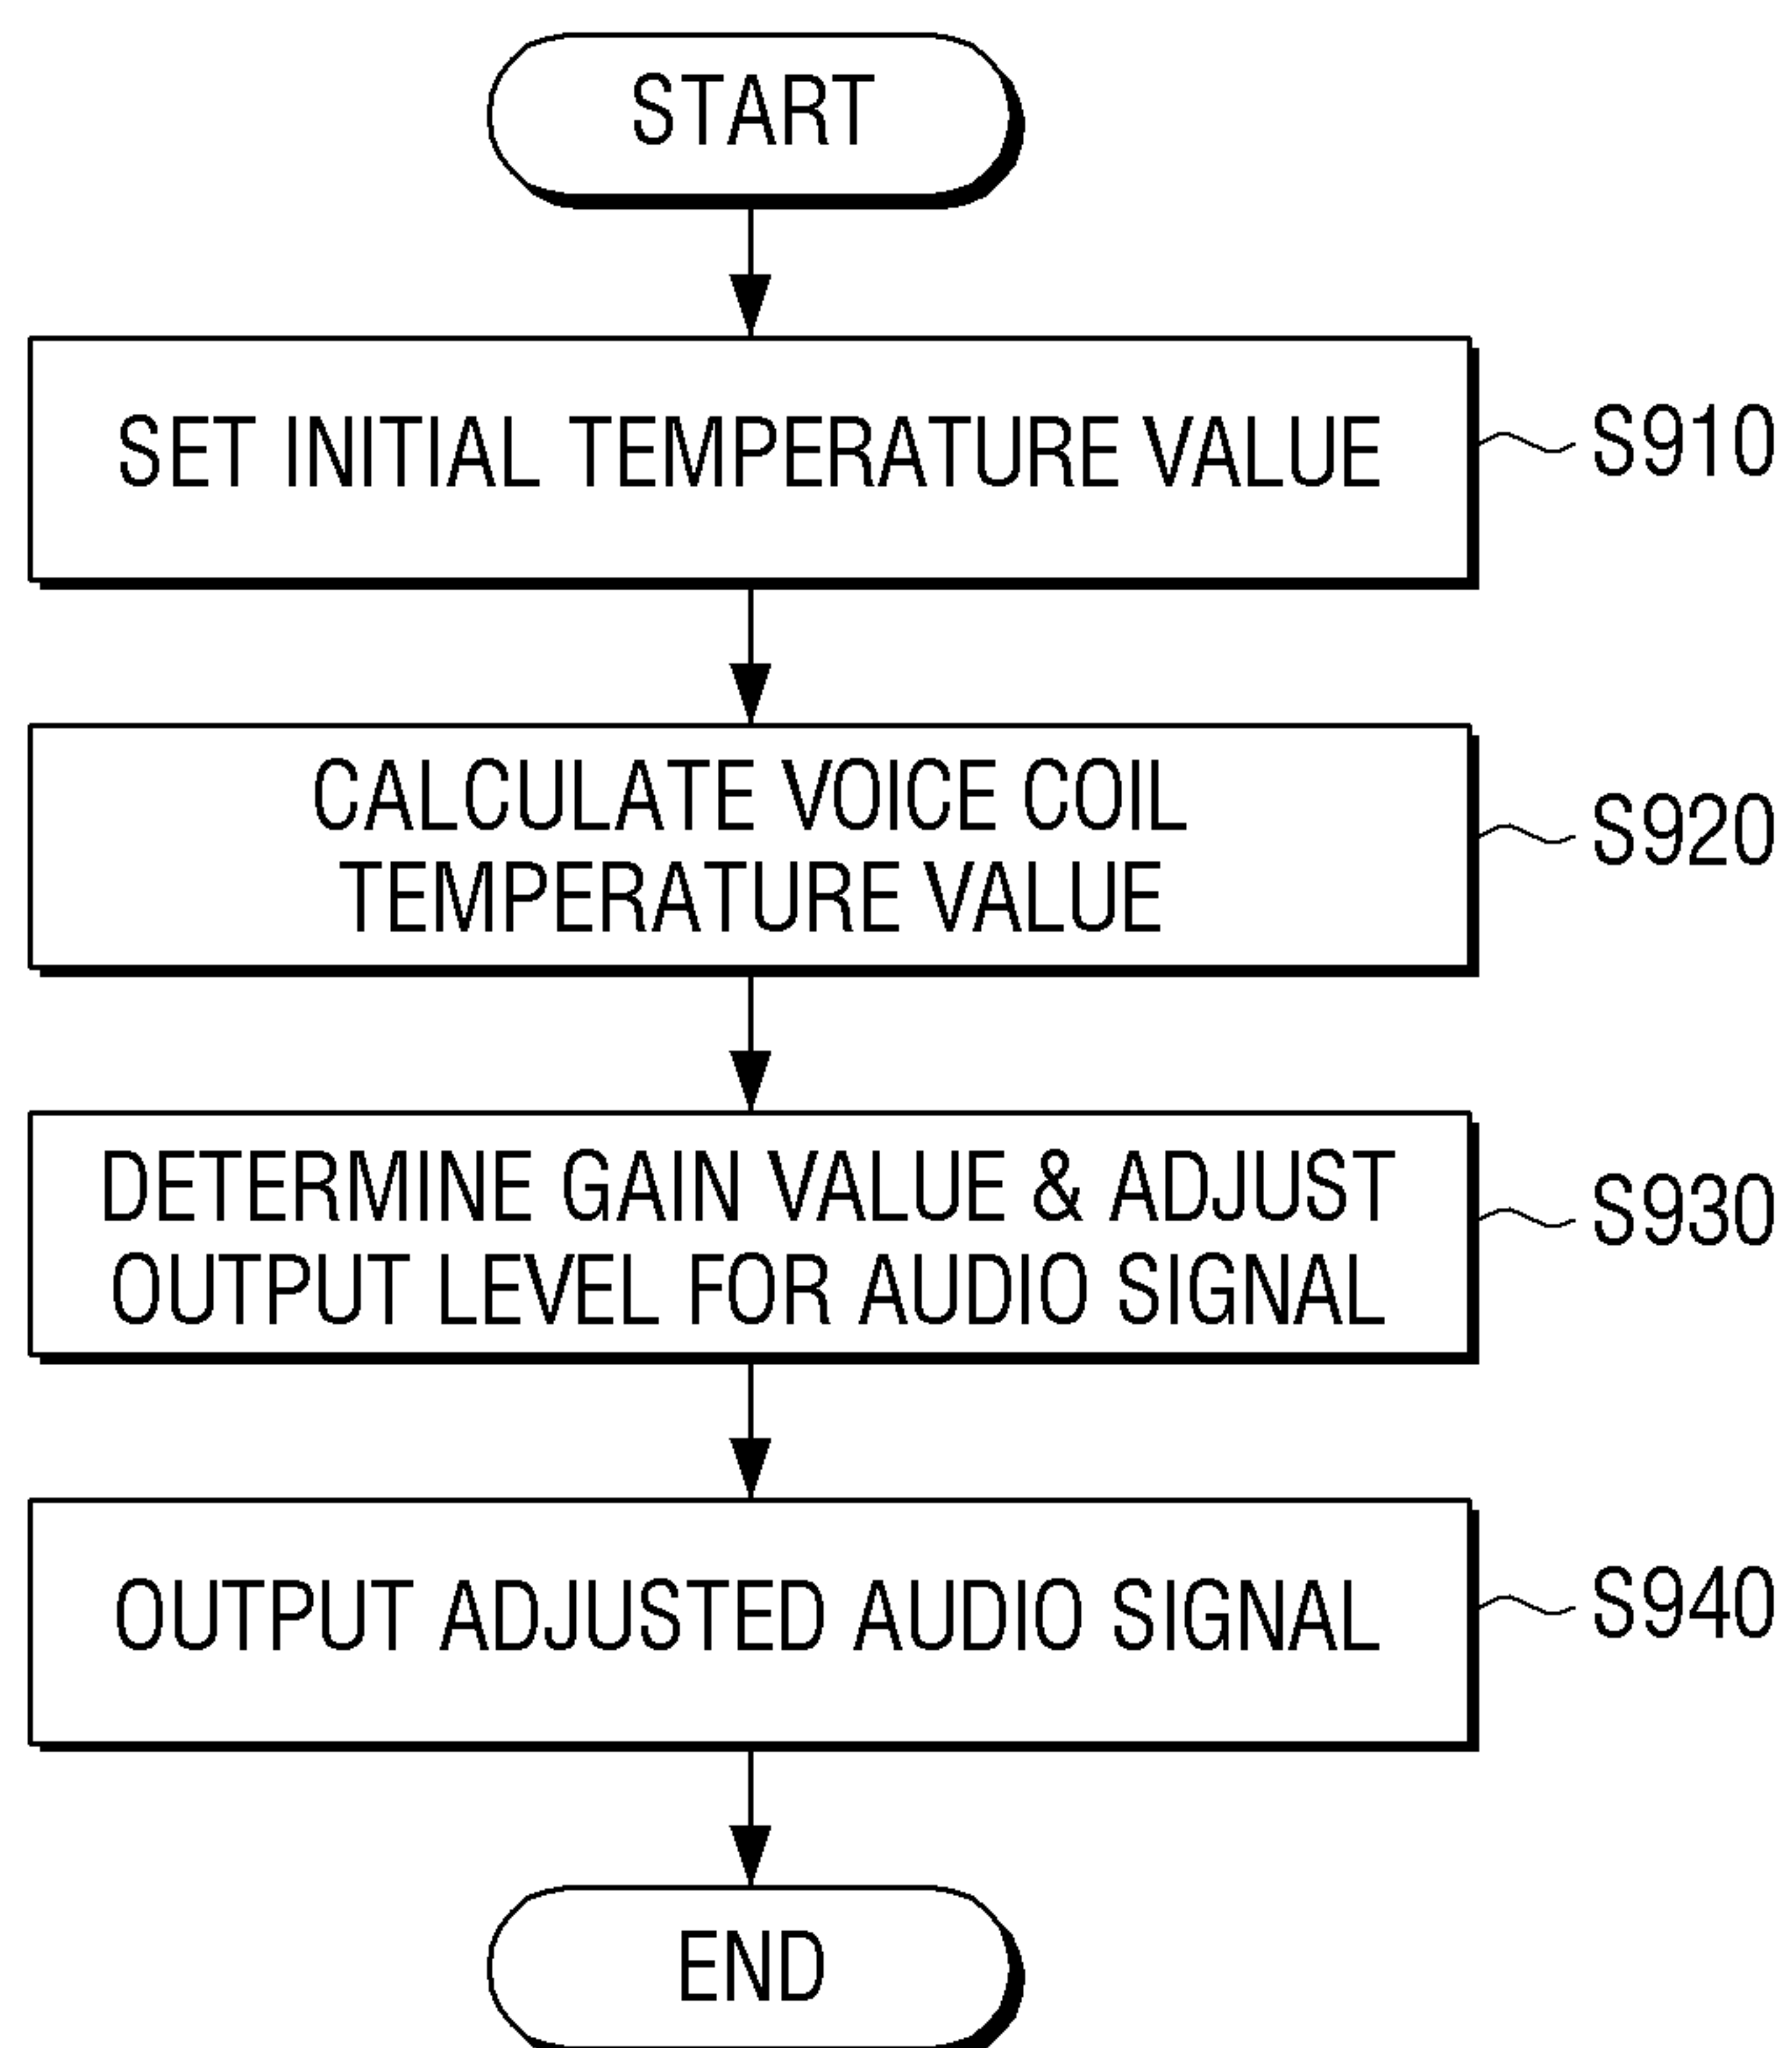 START
SET INITIAL TEMPERATURE VALUE
S910
CALCULATE VOICE COIL
TEMPERATURE VALUE
S920
DETERMINE GAIN VALUE & ADJUST
OUTPUT LEVEL FOR AUDIO SIGNAL
S930
OUTPUT ADJUSTED AUDIO SIGNAL
S940
END